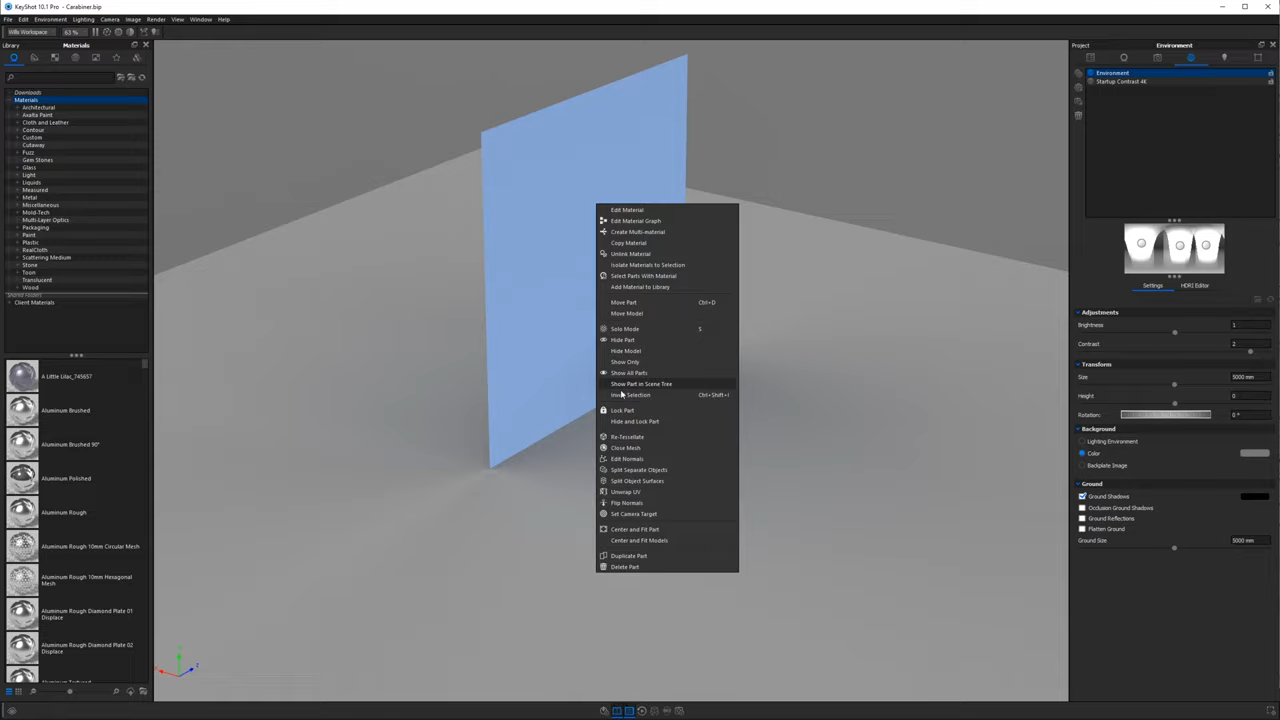 KeyShot 10.1 Pro - Carabiner.bip
File Edit Environment Lighting Camera Image Render View Window Help
Wills Workspace 63 %
Library Materials
Downloads
Materials
Architectural
Axalta Paint
Cloth and Leather
Contour
Custom
Cutaway
Fuzz
Gem Stones
Glass
Light
Liquids
Measured
Metal
Miscellaneous
Mold-Tech
Multi-Layer Optics
Packaging
Paint
Plastic
RealCloth
Scattering Medium
Stone
Toon
Translucent
Wood
Shared Folders
Client Materials
A Little Lilac_745657
Aluminum Brushed
Aluminum Brushed 90°
Aluminum Polished
Aluminum Rough
Aluminum Rough 10mm Circular Mesh
Aluminum Rough 10mm Hexagonal
Mesh
Aluminum Rough Diamond Plate 01
Displace
Aluminum Rough Diamond Plate 02
Displace
Edit Material
Edit Material Graph
Create Multi-material
Copy Material
Unlink Material
Isolate Materials to Selection
Select Parts With Material
Add Material to Library
Move Part Ctrl+D
Move Model
Solo Mode S
Hide Part
Hide Model
Show Only
Show All Parts
Show Part in Scene Tree
Invert Selection Ctrl+Shift+I
Lock Part
Hide and Lock Part
Re-Tessellate
Close Mesh
Edit Normals
Split Separate Objects
Split Object Surfaces
Unwrap UV
Flip Normals
Set Camera Target
Center and Fit Part
Center and Fit Models
Duplicate Part
Delete Part
Project Environment
Environment
Startup Contrast 4K
Settings HDRI Editor
Adjustments
Brightness 1
Contrast 2
Transform
Size 5000 mm
Height 0
Rotation: 0 °
Background
Lighting Environment
Color
Backplate Image
Ground
Ground Shadows
Occlusion Ground Shadows
Ground Reflections
Flatten Ground
Ground Size 5000 mm